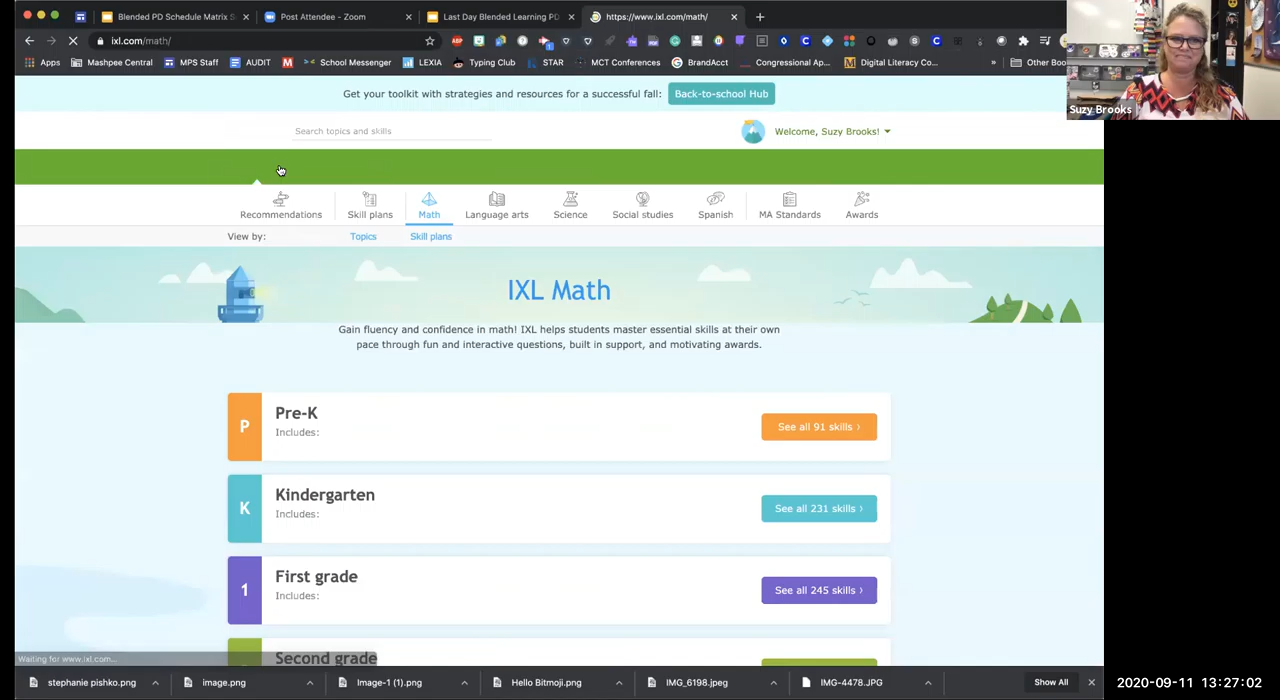 Blended PD Schedule Matrix S
Post Attendee - Zoom
Last Day Blended Learning PD
https://www.ixl.com/math/
ixl.com/math/
Apps
Mashpee Central
MPS Staff
AUDIT
School Messenger
LEXIA
Typing Club
STAR
MCT Conferences
BrandAcct
Congressional Ap...
Digital Literacy Co...
Other Boo
Suzy Brooks
Get your toolkit with strategies and resources for a successful fall: Back-to-school Hub
Search topics and skills
Welcome, Suzy Brooks!
Recommendations
Skill plans
Math
Language arts
Science
Social studies
Spanish
MA Standards
Awards
View by:
Topics
Skill plans
IXL Math
Gain fluency and confidence in math! IXL helps students master essential skills at their own
pace through fun and interactive questions, built in support, and motivating awards.
P
Pre-K
Includes:
See all 91 skills ›
K
Kindergarten
Includes:
See all 231 skills ›
1
First grade
Includes:
See all 245 skills ›
Second grade
Waiting for www.ixl.com...
stephanie pishko.png
image.png
Image-1 (1).png
Hello Bitmoji.png
IMG_6198.jpeg
IMG-4478.JPG
Show All
2020-09-11 13:27:02